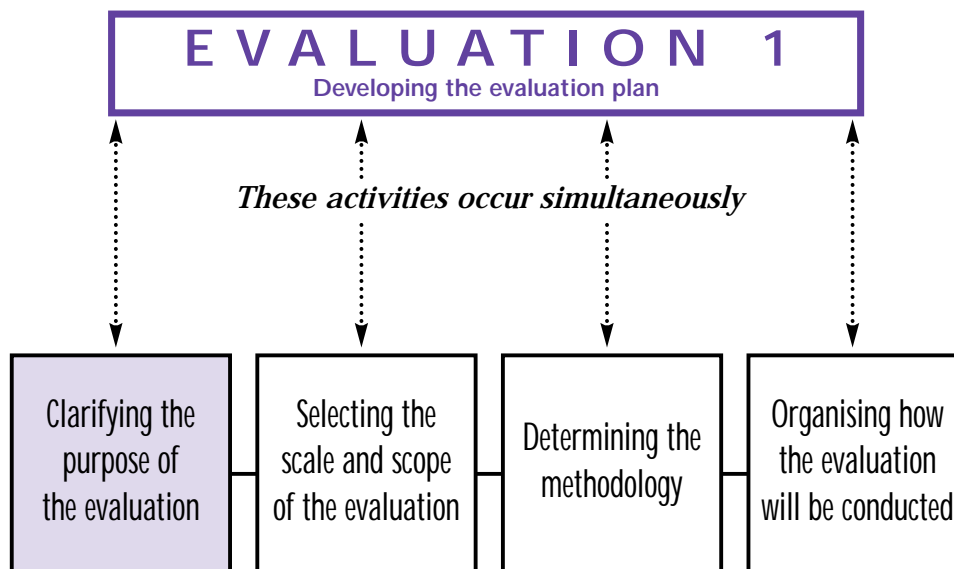 EVALUATION 1
Developing the evaluation plan
These activities occur simultaneously
Clarifying the
purpose of
the evaluation
Selecting the
scale and scope
of the evaluation
Determining the
methodology
Organising how
the evaluation
will be conducted